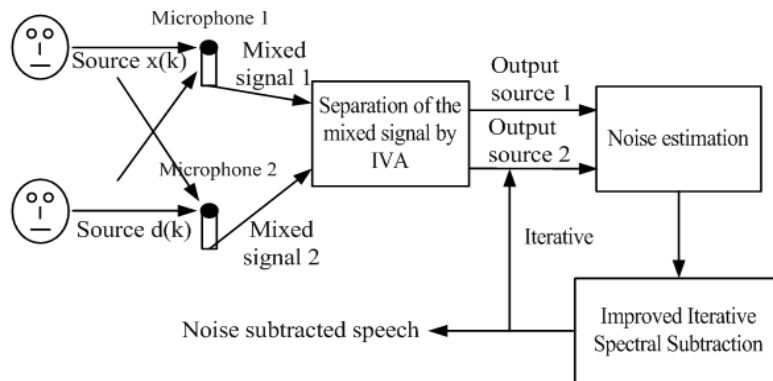 Microphone 1
Source x(k)
Mixed
signal 1
Microphone 2
Source d(k)
Mixed
signal 2
Separation of the
mixed signal by
IVA
Output
source 1
Output
source 2
Noise estimation
Iterative
Improved Iterative
Spectral Subtraction
Noise subtracted speech